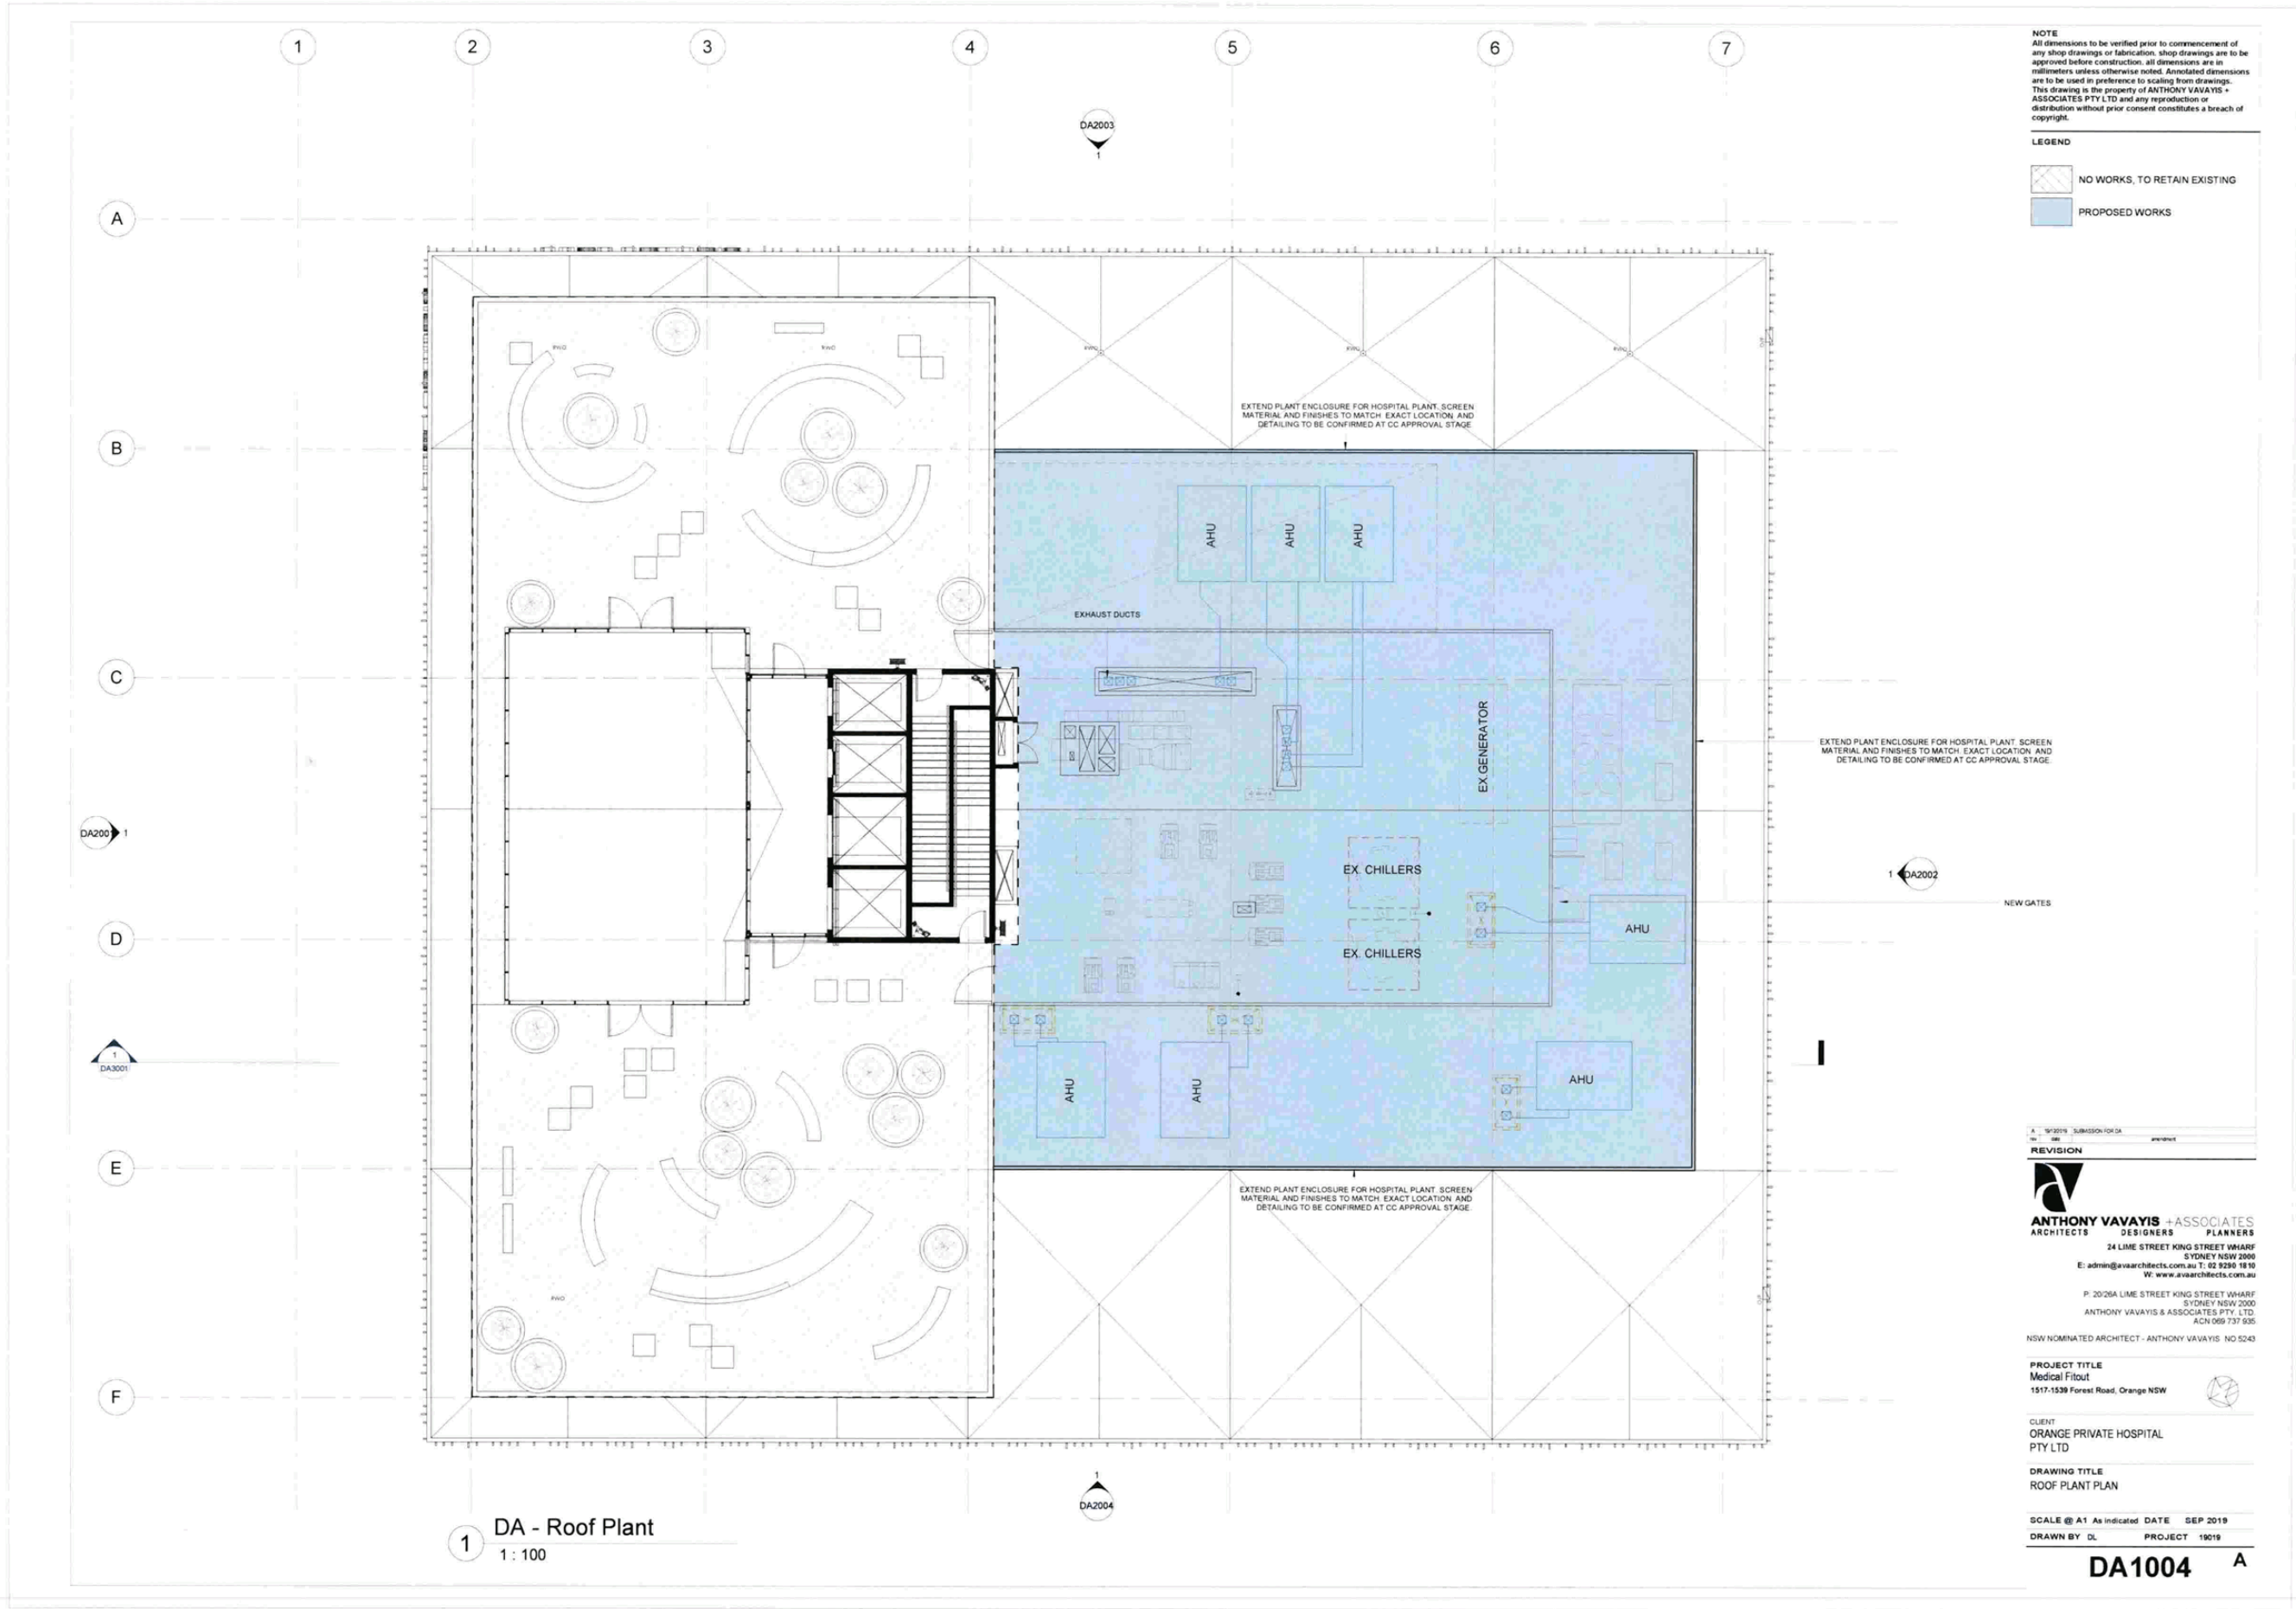 1
2
3
4
5
6
7
DA2003
1
A
B
C
D
E
F
RWO
RWO
RWO
RWO
RWO
EXTEND PLANT ENCLOSURE FOR HOSPITAL PLANT. SCREEN
MATERIAL AND FINISHES TO MATCH. EXACT LOCATION AND
DETAILING TO BE CONFIRMED AT CC APPROVAL STAGE.
AHU
AHU
AHU
EXHAUST DUCTS
EX.GENERATOR
EXTEND PLANT ENCLOSURE FOR HOSPITAL PLANT. SCREEN
MATERIAL AND FINISHES TO MATCH. EXACT LOCATION AND
DETAILING TO BE CONFIRMED AT CC APPROVAL STAGE.
DA2001
1
EX. CHILLERS
1
DA2002
NEW GATES
AHU
EX. CHILLERS
1
DA3001
AHU
AHU
AHU
EXTEND PLANT ENCLOSURE FOR HOSPITAL PLANT. SCREEN
MATERIAL AND FINISHES TO MATCH. EXACT LOCATION AND
DETAILING TO BE CONFIRMED AT CC APPROVAL STAGE.
RWO
1
DA2004
1
DA - Roof Plant
1 : 100
NOTE
All dimensions to be verified prior to commencement of
any shop drawings or fabrication. shop drawings are to be
approved before construction. all dimensions are in
millimeters unless otherwise noted. Annotated dimensions
are to be used in preference to scaling from drawings.
This drawing is the property of ANTHONY VAVAYIS +
ASSOCIATES PTY LTD and any reproduction or
distribution without prior consent constitutes a breach of
copyright.
LEGEND
NO WORKS, TO RETAIN EXISTING
PROPOSED WORKS
A SUBMISSION FOR DA
rev date amendment
REVISION
ANTHONY VAVAYIS +ASSOCIATES
ARCHITECTS DESIGNERS PLANNERS
24 LIME STREET KING STREET WHARF
SYDNEY NSW 2000
E: admin@avaarchitects.com.au T: 02 9290 1810
W: www.avaarchitects.com.au
P: 20/26A LIME STREET KING STREET WHARF
SYDNEY NSW 2000
ANTHONY VAVAYIS & ASSOCIATES PTY. LTD.
ACN 069 737 935
NSW NOMINATED ARCHITECT - ANTHONY VAVAYIS NO 5243
PROJECT TITLE
Medical Fitout
1517-1539 Forest Road, Orange NSW
CLIENT
ORANGE PRIVATE HOSPITAL
PTY LTD
DRAWING TITLE
ROOF PLANT PLAN
SCALE @ A1 As indicated DATE SEP 2019
DRAWN BY DL PROJECT 19019
DA1004 A